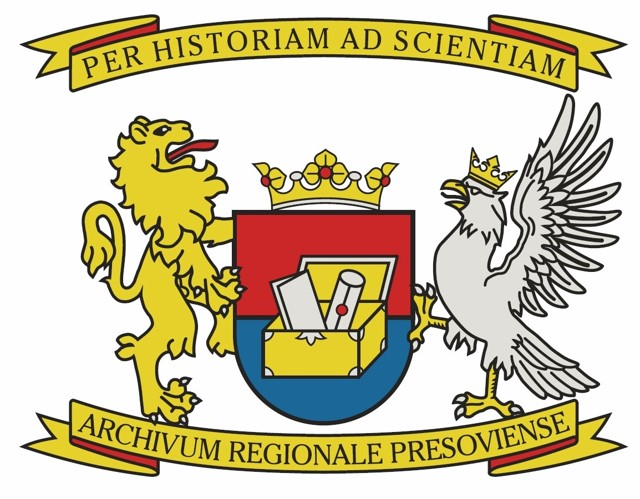 PER HISTORIAM AD SCIENTIAM
ARCHIVUM REGIONALE PRESOVIENSE